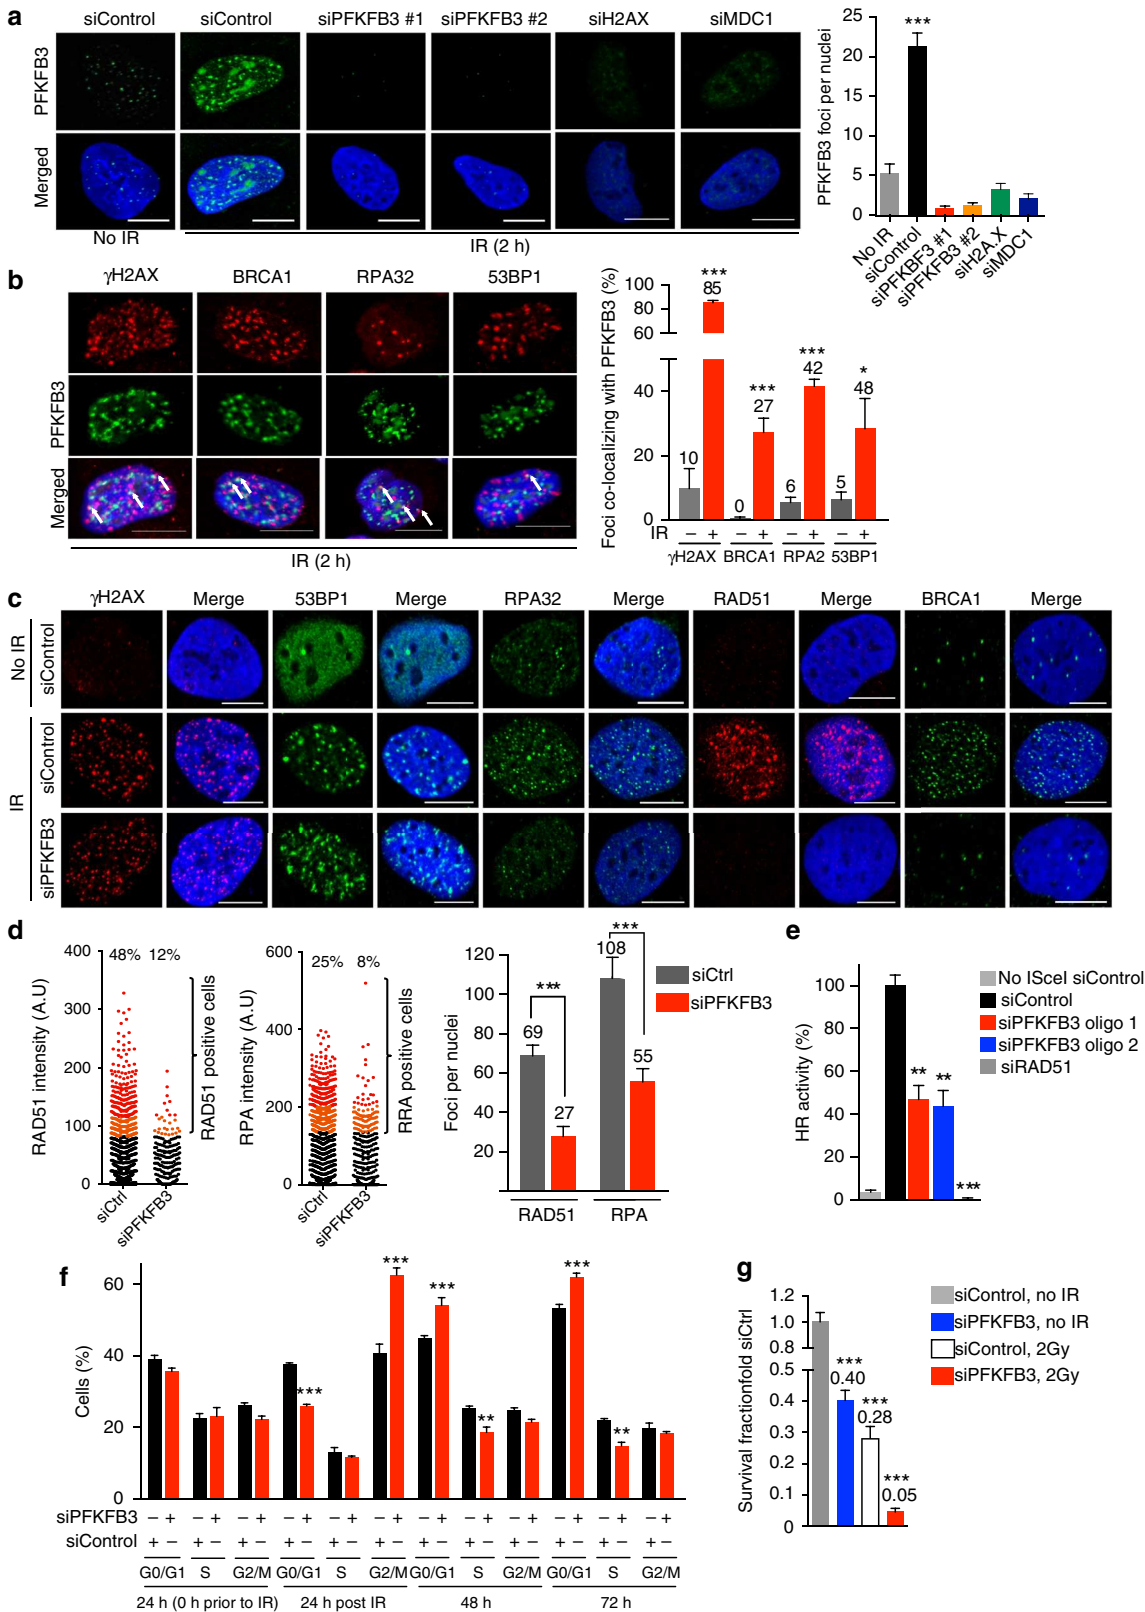 a
siControl siControl siPFKFB3 #1 siPFKFB3 #2 siH2AX siMDC1
PFKFB3
Merged
No IR
IR (2 h)
PFKFB3 foci per nuclei
25
20
15
10
5
0
***
No IR
siControl
siPFKBF3 #1
siPFKFB3 #2
siH2AX
siMDC1
b
γH2AX BRCA1 RPA32 53BP1
PFKFB3
Merged
IR (2 h)
Foci co-localizing with PFKFB3 (%)
100
80
60
40
20
0
*** *** *** *
10 85 0 27 6 42 5 48
IR − + − + − + − +
γH2AX BRCA1 RPA2 53BP1
c
γH2AX Merge 53BP1 Merge RPA32 Merge RAD51 Merge BRCA1 Merge
No IR
siControl
IR
siControl
siPFKFB3
d
RAD51 intensity (A.U)
400
300
200
100
0
48% 12%
RAD51 positive cells
siCtrl
siPFKFB3
RPA intensity (A.U)
600
400
200
0
25% 8%
RRA positive cells
siCtrl
siPFKFB3
Foci per nuclei
120
100
80
60
40
20
*** ***
69 27 108 55
RAD51 RPA
siCtrl
siPFKFB3
e
HR activity (%)
100
80
60
40
20
0
** ** ***
No IScel siControl
siControl
siPFKFB3 oligo 1
siPFKFB3 oligo 2
siRAD51
f
Cells (%)
60
40
20
0
*** *** *** ** *** **
siPFKFB3 − + − + − + − + − + − + − + − + − + − + − + − +
siControl + − + − + − + − + − + − + − + − + − + − + − + −
G0/G1 S G2/M G0/G1 S G2/M G0/G1 S G2/M G0/G1 S G2/M
24 h (0 h prior to IR) 24 h post IR 48 h 72 h
g
Survival fractionfold siCtrl
1.2
1.0
0.8
0.5
0.4
0.3
0.2
0.1
0
***
0.40
***
0.28
***
0.05
siControl, no IR
siPFKFB3, no IR
siControl, 2Gy
siPFKFB3, 2Gy